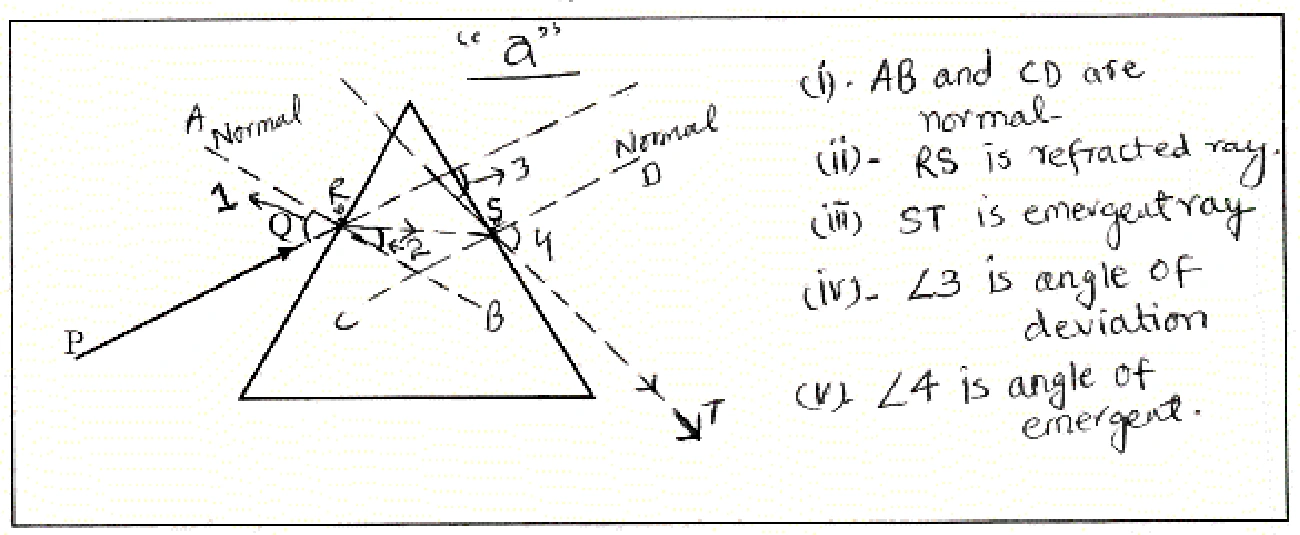 "a"
A Normal
Normal
D
1
R
3
S
Q
2
4
C
B
P
T
(i). AB and CD are
normal-
(ii)- RS is refracted ray.
(iii) ST is emergent ray
(iv)- ∠3 is angle of
deviation
(v). ∠4 is angle of
emergent.